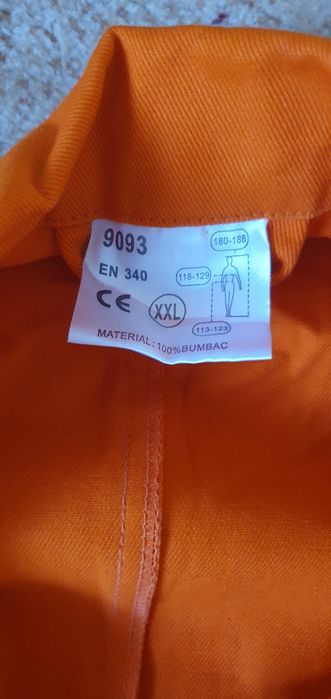 9093
180-188
EN 340
118-129
CE
XXL
113-123
MATERIAL: 100% BUMBAC